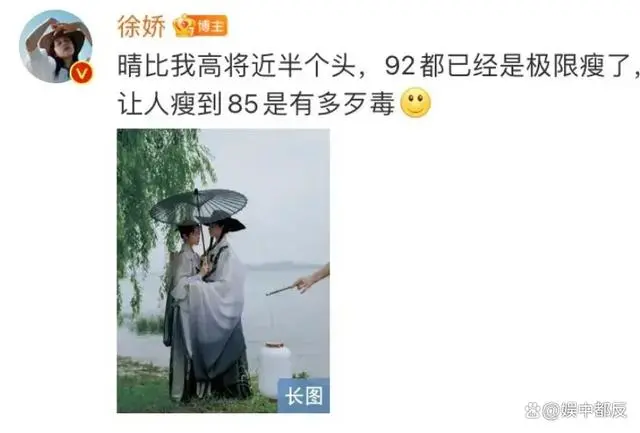 徐娇
博主
晴比我高将近半个头，92都已经是极限瘦了，
让人瘦到85是有多歹毒
长图
娱中都反